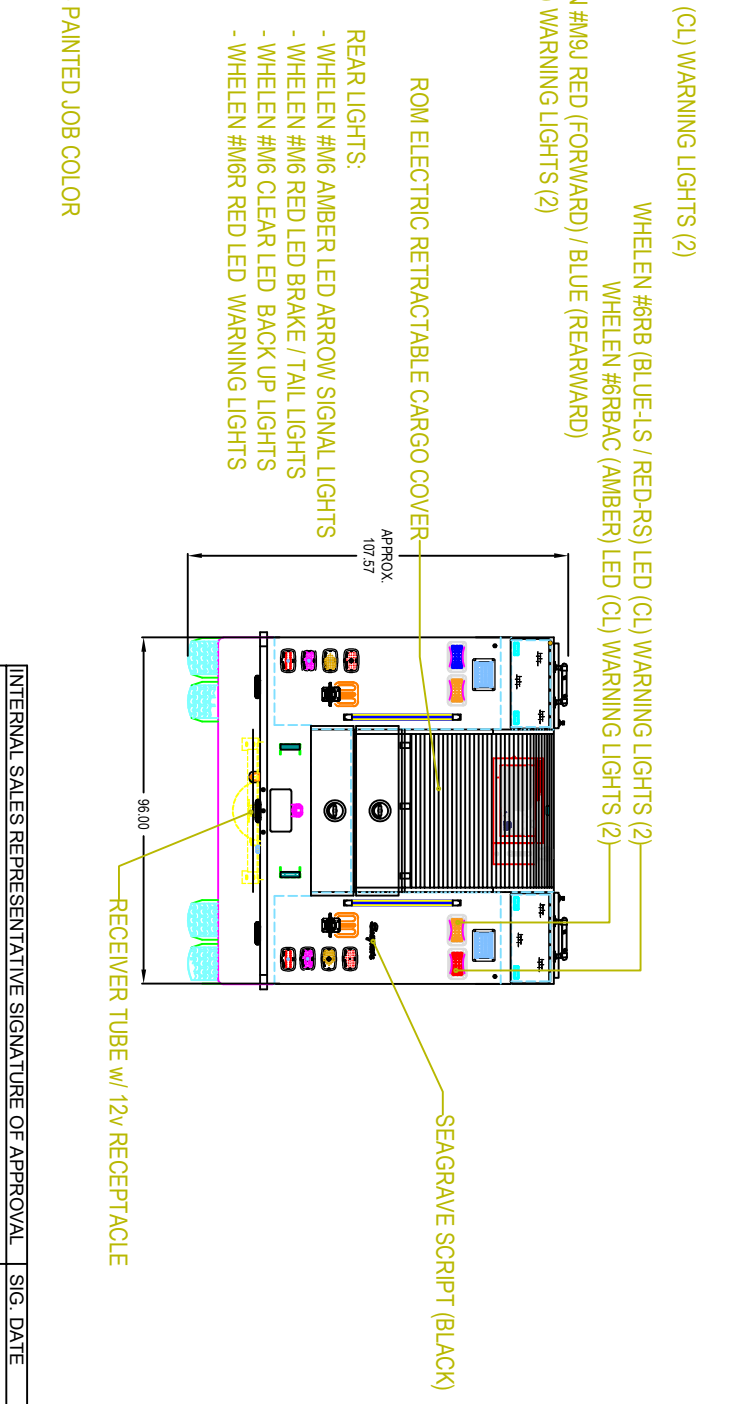 (CL) WARNING LIGHTS (2)
WHELEN #6RB (BLUE-LS / RED-RS) LED (CL) WARNING LIGHTS (2)
WHELEN #6RBAC (AMBER) LED (CL) WARNING LIGHTS (2)
#M9J RED (FORWARD) / BLUE (REARWARD)
WARNING LIGHTS (2)
ROM ELECTRIC RETRACTABLE CARGO COVER
REAR LIGHTS:
- WHELEN #M6 AMBER LED ARROW SIGNAL LIGHTS
- WHELEN #M6 RED LED BRAKE / TAIL LIGHTS
- WHELEN #M6 CLEAR LED BACK UP LIGHTS
- WHELEN #M6R RED LED WARNING LIGHTS
PAINTED JOB COLOR
APPROX.
107.57
96.00
Seagrave
SEAGRAVE SCRIPT (BLACK)
RECEIVER TUBE w/ 12v RECEPTACLE
INTERNAL SALES REPRESENTATIVE SIGNATURE OF APPROVAL
SIG. DATE